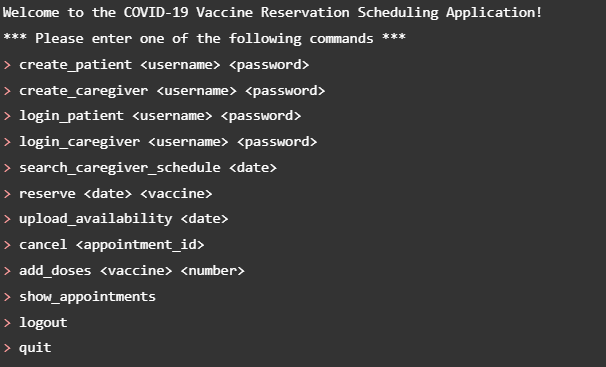 Welcome to the COVID-19 Vaccine Reservation Scheduling Application!
*** Please enter one of the following commands ***
> create_patient <username> <password>
> create_caregiver <username> <password>
> login_patient <username> <password>
> login_caregiver <username> <password>
> search_caregiver_schedule <date>
> reserve <date> <vaccine>
> upload_availability <date>
> cancel <appointment_id>
> add_doses <vaccine> <number>
> show_appointments
> logout
> quit